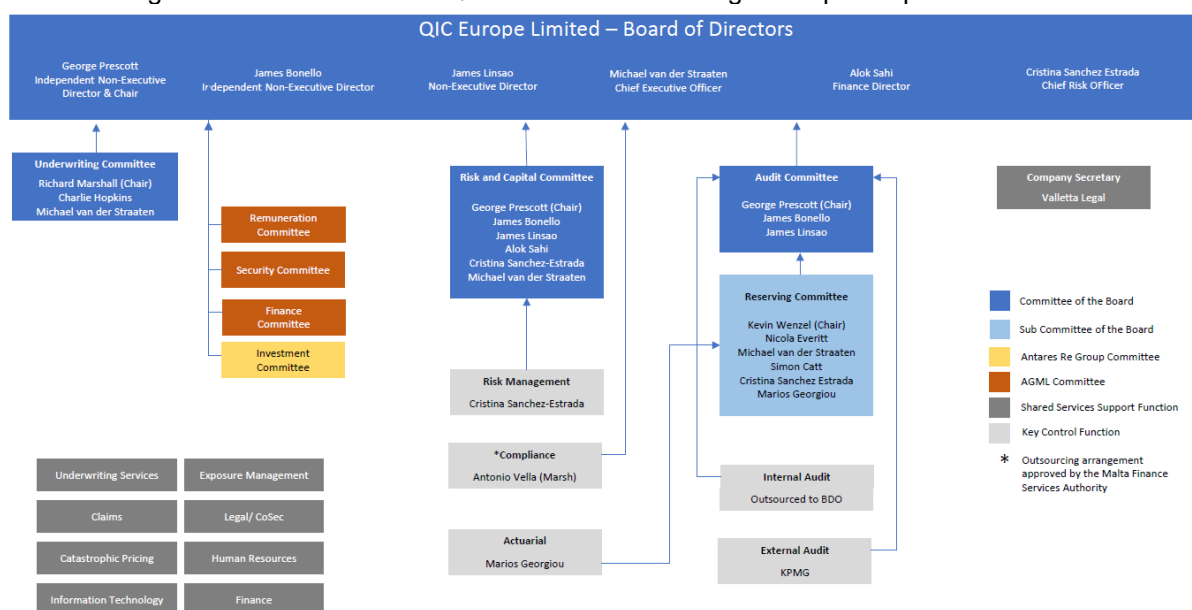 QIC Europe Limited – Board of Directors
George Prescott
Independent Non-Executive
Director & Chair
James Bonello
Independent Non-Executive Director
James Linsao
Non-Executive Director
Michael van der Straaten
Chief Executive Officer
Alok Sahi
Finance Director
Cristina Sanchez Estrada
Chief Risk Officer
Underwriting Committee
Richard Marshall (Chair)
Charlie Hopkins
Michael van der Straaten
Remuneration
Committee
Security Committee
Finance
Committee
Investment
Committee
Risk and Capital Committee
George Prescott (Chair)
James Bonello
James Linsao
Alok Sahi
Cristina Sanchez-Estrada
Michael van der Straaten
Audit Committee
George Prescott (Chair)
James Bonello
James Linsao
Company Secretary
Valletta Legal
Reserving Committee
Kevin Wenzel (Chair)
Nicola Everitt
Michael van der Straaten
Simon Catt
Cristina Sanchez Estrada
Marios Georgiou
Risk Management
Cristina Sanchez-Estrada
*Compliance
Antonio Vella (Marsh)
Actuarial
Marios Georgiou
Internal Audit
Outsourced to BDO
External Audit
KPMG
Committee of the Board
Sub Committee of the Board
Antares Re Group Committee
AGML Committee
Shared Services Support Function
Key Control Function
* Outsourcing arrangement
approved by the Malta Finance
Services Authority
Underwriting Services
Exposure Management
Claims
Legal/ CoSec
Catastrophic Pricing
Human Resources
Information Technology
Finance